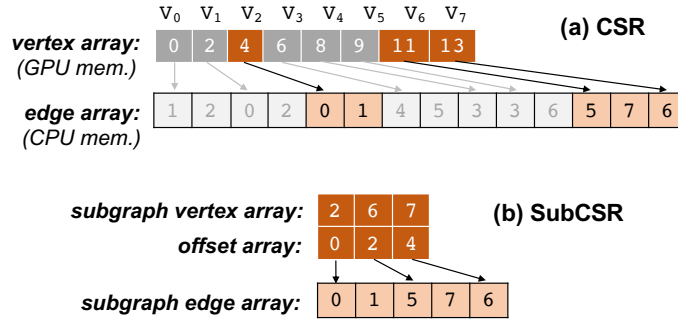 V0 V1 V2 V3 V4 V5 V6 V7
vertex array: 0 2 4 6 8 9 11 13 (a) CSR
(GPU mem.)
edge array: 1 2 0 2 0 1 4 5 3 3 6 5 7 6
(CPU mem.)
subgraph vertex array: 2 6 7 (b) SubCSR
offset array: 0 2 4
subgraph edge array: 0 1 5 7 6